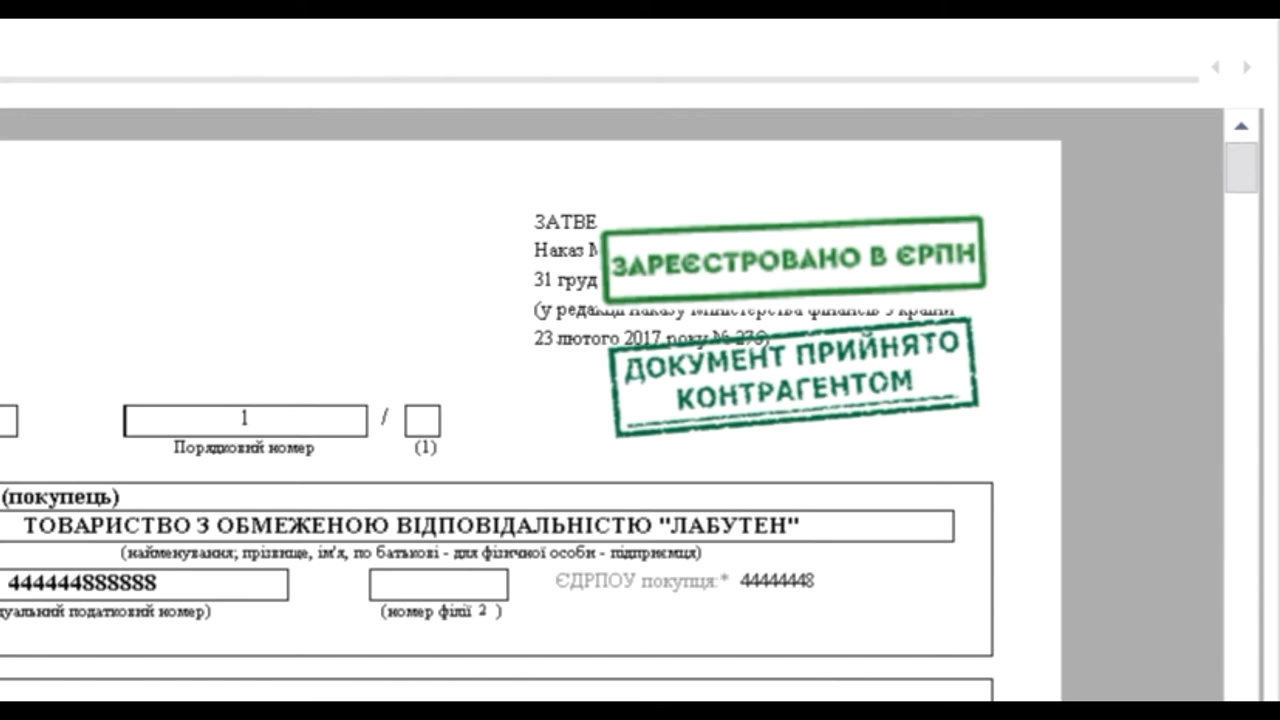 ЗАТВЕ
Наказ М
31 груд
(у редакції наказу Міністерства фінансів України
23 лютого 2017 року № 276)
ЗАРЕЄСТРОВАНО В ЄРПН
ДОКУМЕНТ ПРИЙНЯТО
КОНТРАГЕНТОМ
1 /
Порядковий номер (1)
(покупець)
ТОВАРИСТВО З ОБМЕЖЕНОЮ ВІДПОВІДАЛЬНІСТЮ "ЛАБУТЕН"
(найменування; прізвище, ім'я, по батькові - для фізичної особи - підприємця)
444444888888 ЄДРПОУ покупця:* 44444448
дуальний податковий номер) (номер філії 2 )